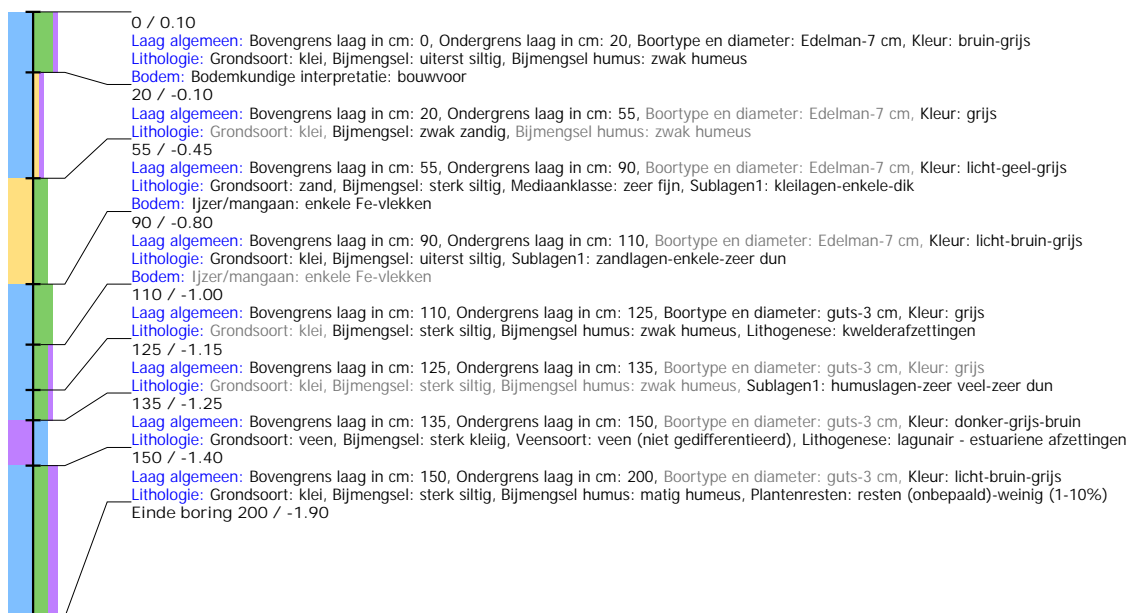 0 / 0.10
Laag algemeen: Bovengrens laag in cm: 0, Ondergrens laag in cm: 20, Boortype en diameter: Edelman-7 cm, Kleur: bruin-grijs
Lithologie: Grondsoort: klei, Bijmengsel: uiterst siltig, Bijmengsel humus: zwak humeus
Bodem: Bodemkundige interpretatie: bouwvoor
20 / -0.10
Laag algemeen: Bovengrens laag in cm: 20, Ondergrens laag in cm: 55, Boortype en diameter: Edelman-7 cm, Kleur: grijs
Lithologie: Grondsoort: klei, Bijmengsel: zwak zandig, Bijmengsel humus: zwak humeus
55 / -0.45
Laag algemeen: Bovengrens laag in cm: 55, Ondergrens laag in cm: 90, Boortype en diameter: Edelman-7 cm, Kleur: licht-geel-grijs
Lithologie: Grondsoort: zand, Bijmengsel: sterk siltig, Mediaanklasse: zeer fijn, Sublagen1: kleilagen-enkele-dik
Bodem: Ijzer/mangaan: enkele Fe-vlekken
90 / -0.80
Laag algemeen: Bovengrens laag in cm: 90, Ondergrens laag in cm: 110, Boortype en diameter: Edelman-7 cm, Kleur: licht-bruin-grijs
Lithologie: Grondsoort: klei, Bijmengsel: uiterst siltig, Sublagen1: zandlagen-enkele-zeer dun
Bodem: Ijzer/mangaan: enkele Fe-vlekken
110 / -1.00
Laag algemeen: Bovengrens laag in cm: 110, Ondergrens laag in cm: 125, Boortype en diameter: guts-3 cm, Kleur: grijs
Lithologie: Grondsoort: klei, Bijmengsel: sterk siltig, Bijmengsel humus: zwak humeus, Lithogenese: kwelderafzettingen
125 / -1.15
Laag algemeen: Bovengrens laag in cm: 125, Ondergrens laag in cm: 135, Boortype en diameter: guts-3 cm, Kleur: grijs
Lithologie: Grondsoort: klei, Bijmengsel: sterk siltig, Bijmengsel humus: zwak humeus, Sublagen1: humuslagen-zeer veel-zeer dun
135 / -1.25
Laag algemeen: Bovengrens laag in cm: 135, Ondergrens laag in cm: 150, Boortype en diameter: guts-3 cm, Kleur: donker-grijs-bruin
Lithologie: Grondsoort: veen, Bijmengsel: sterk kleiig, Veensoort: veen (niet gedifferentieerd), Lithogenese: lagunair - estuariene afzettingen
150 / -1.40
Laag algemeen: Bovengrens laag in cm: 150, Ondergrens laag in cm: 200, Boortype en diameter: guts-3 cm, Kleur: licht-bruin-grijs
Lithologie: Grondsoort: klei, Bijmengsel: sterk siltig, Bijmengsel humus: matig humeus, Plantenresten: resten (onbepaald)-weinig (1-10%)
Einde boring 200 / -1.90